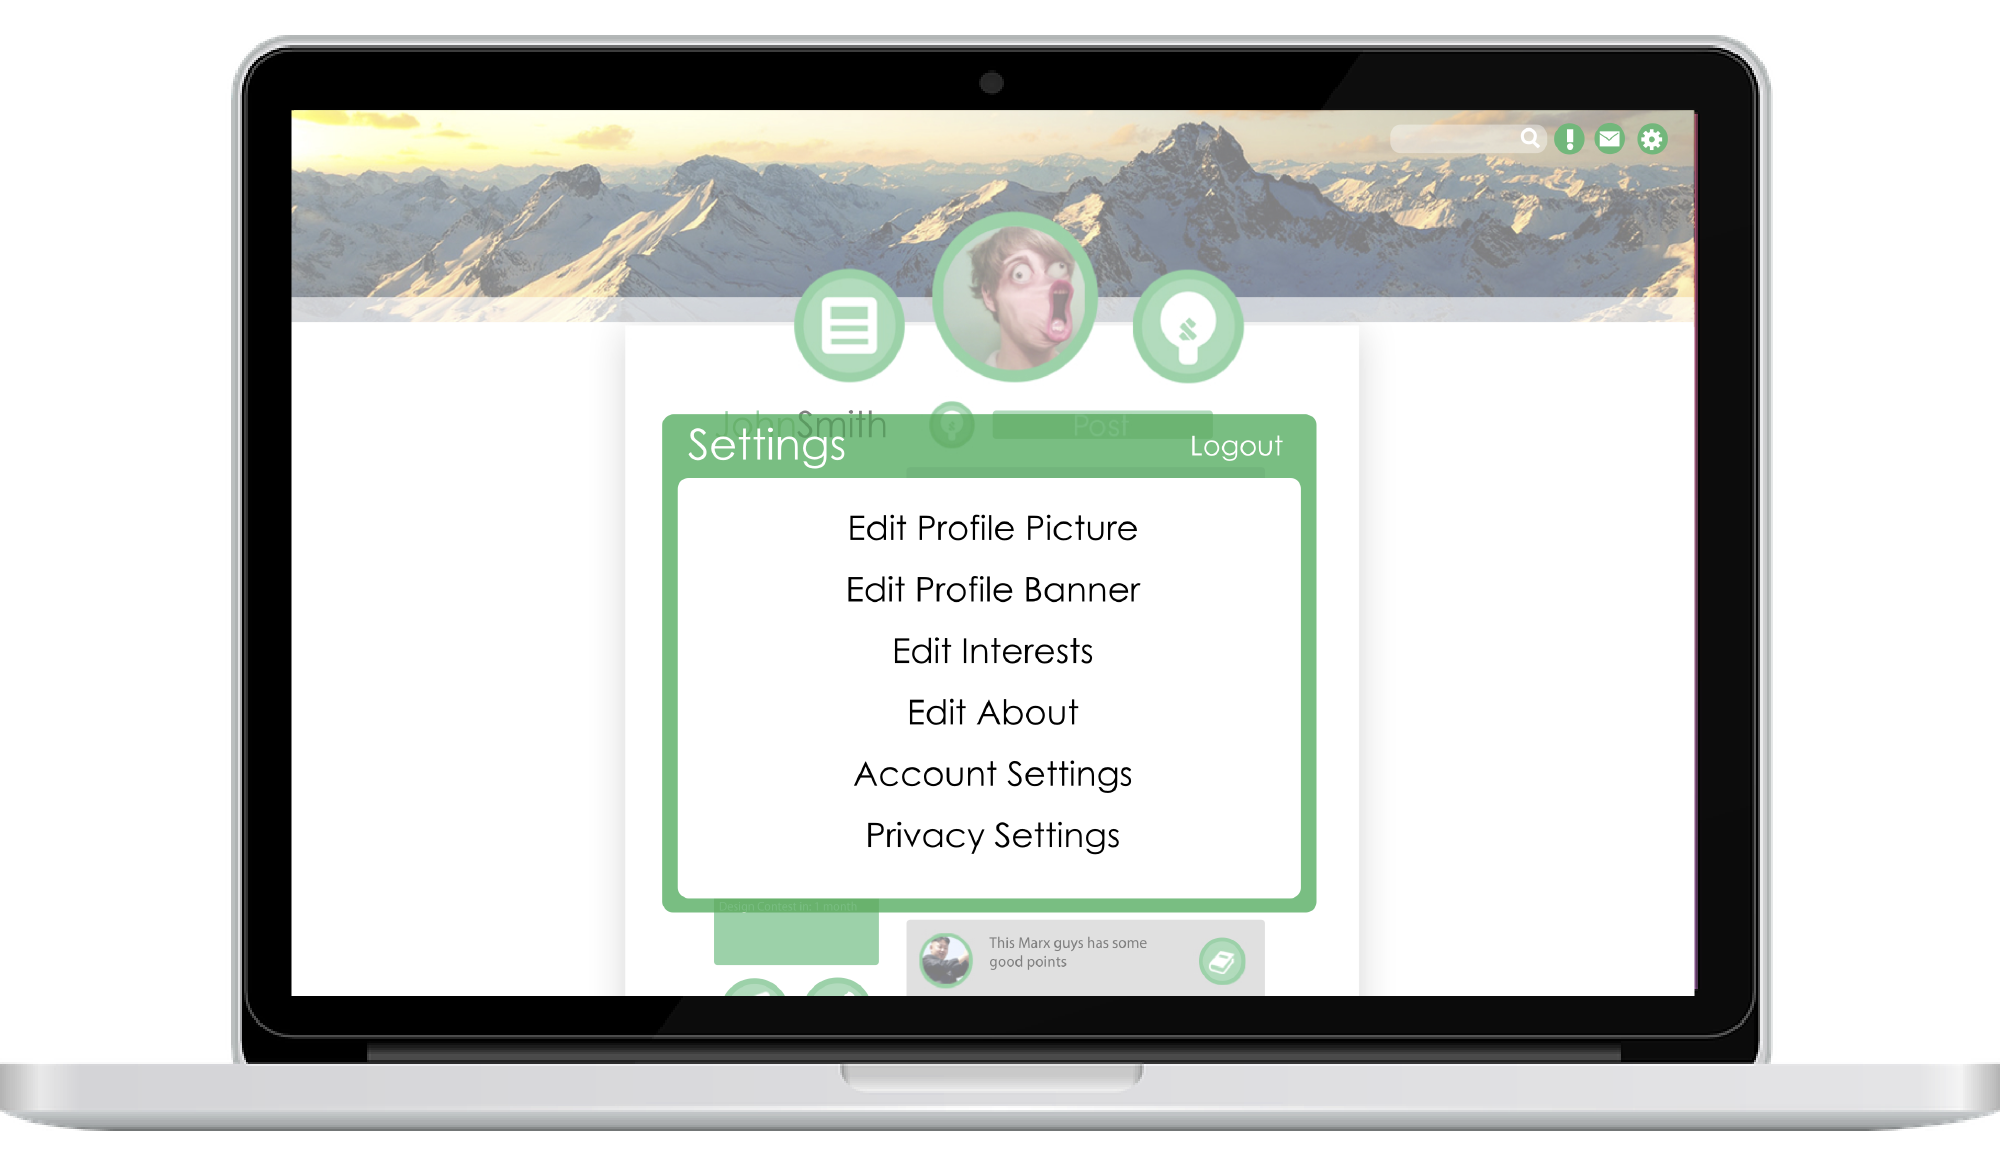 JohnSmith
Post
Settings
Logout
Edit Profile Picture
Edit Profile Banner
Edit Interests
Edit About
Account Settings
Privacy Settings
Design Contest in: 1 month
This Marx guys has some
good points